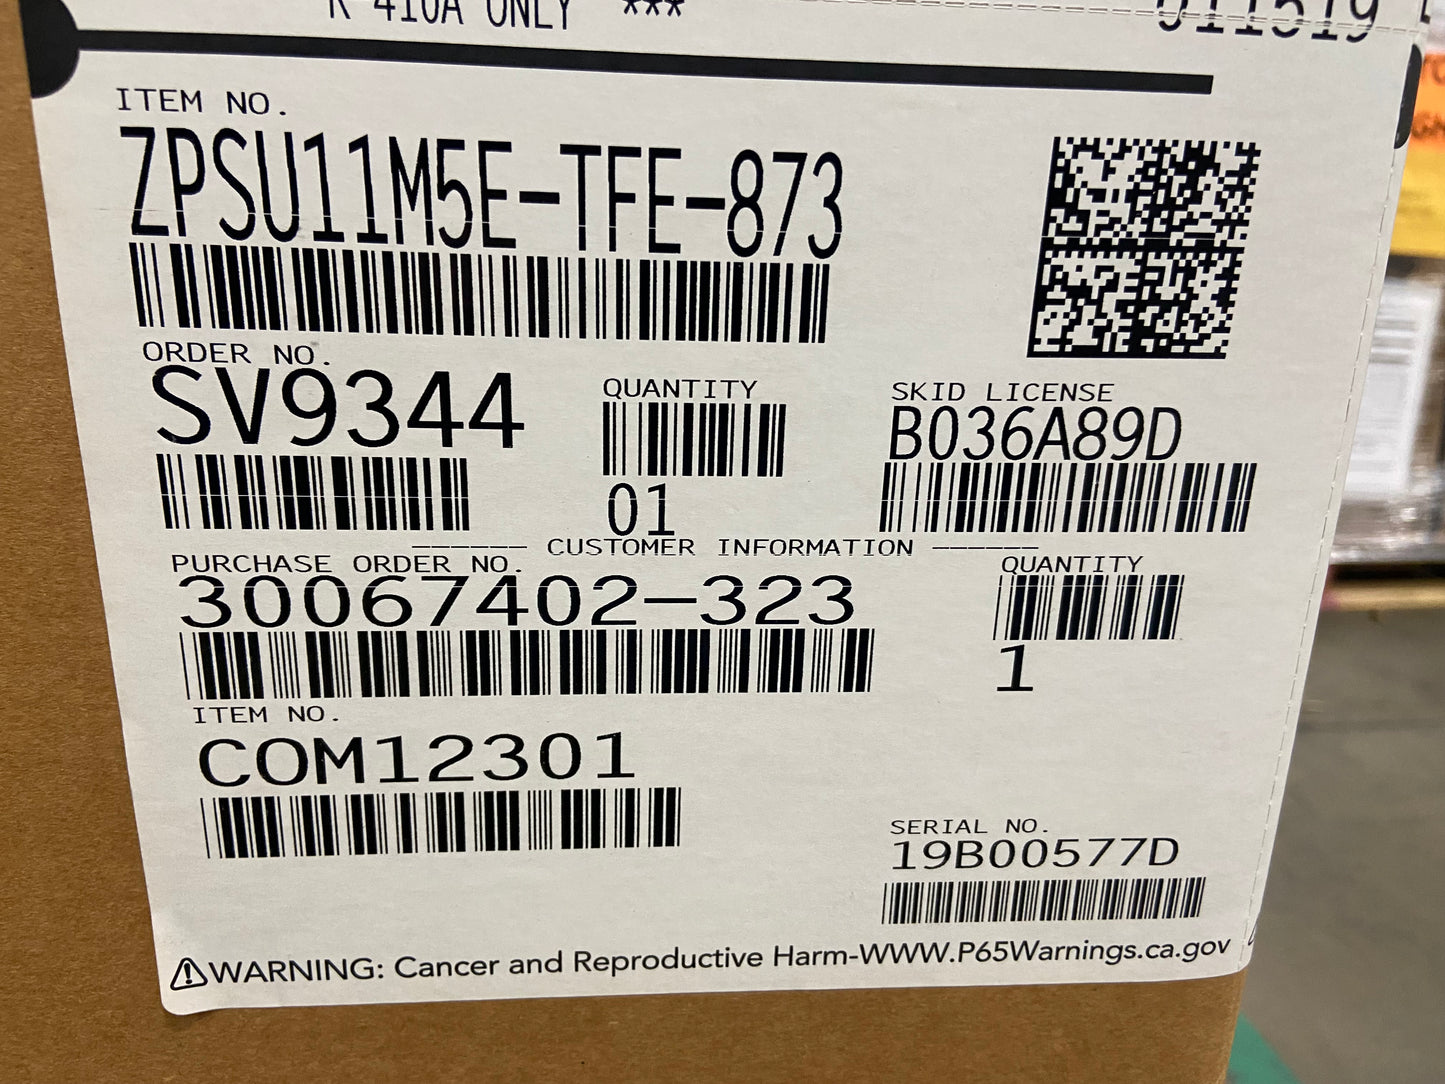 R-410A ONLY ***
011519
ITEM NO.
ZPSU11M5E-TFE-873
ORDER NO.
SV9344
QUANTITY
01
SKID LICENSE
B036A89D
CUSTOMER INFORMATION
PURCHASE ORDER NO.
30067402-323
QUANTITY
1
ITEM NO.
COM12301
SERIAL NO.
19B00577D
WARNING: Cancer and Reproductive Harm-WWW.P65Warnings.ca.gov